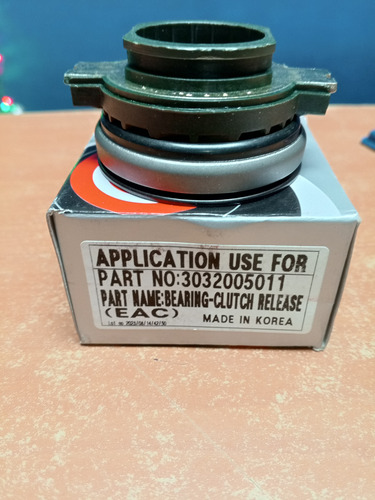 APPLICATION USE FOR
PART NO:3032005011
PART NAME:BEARING-CLUTCH RELEASE
(EAC) MADE IN KOREA